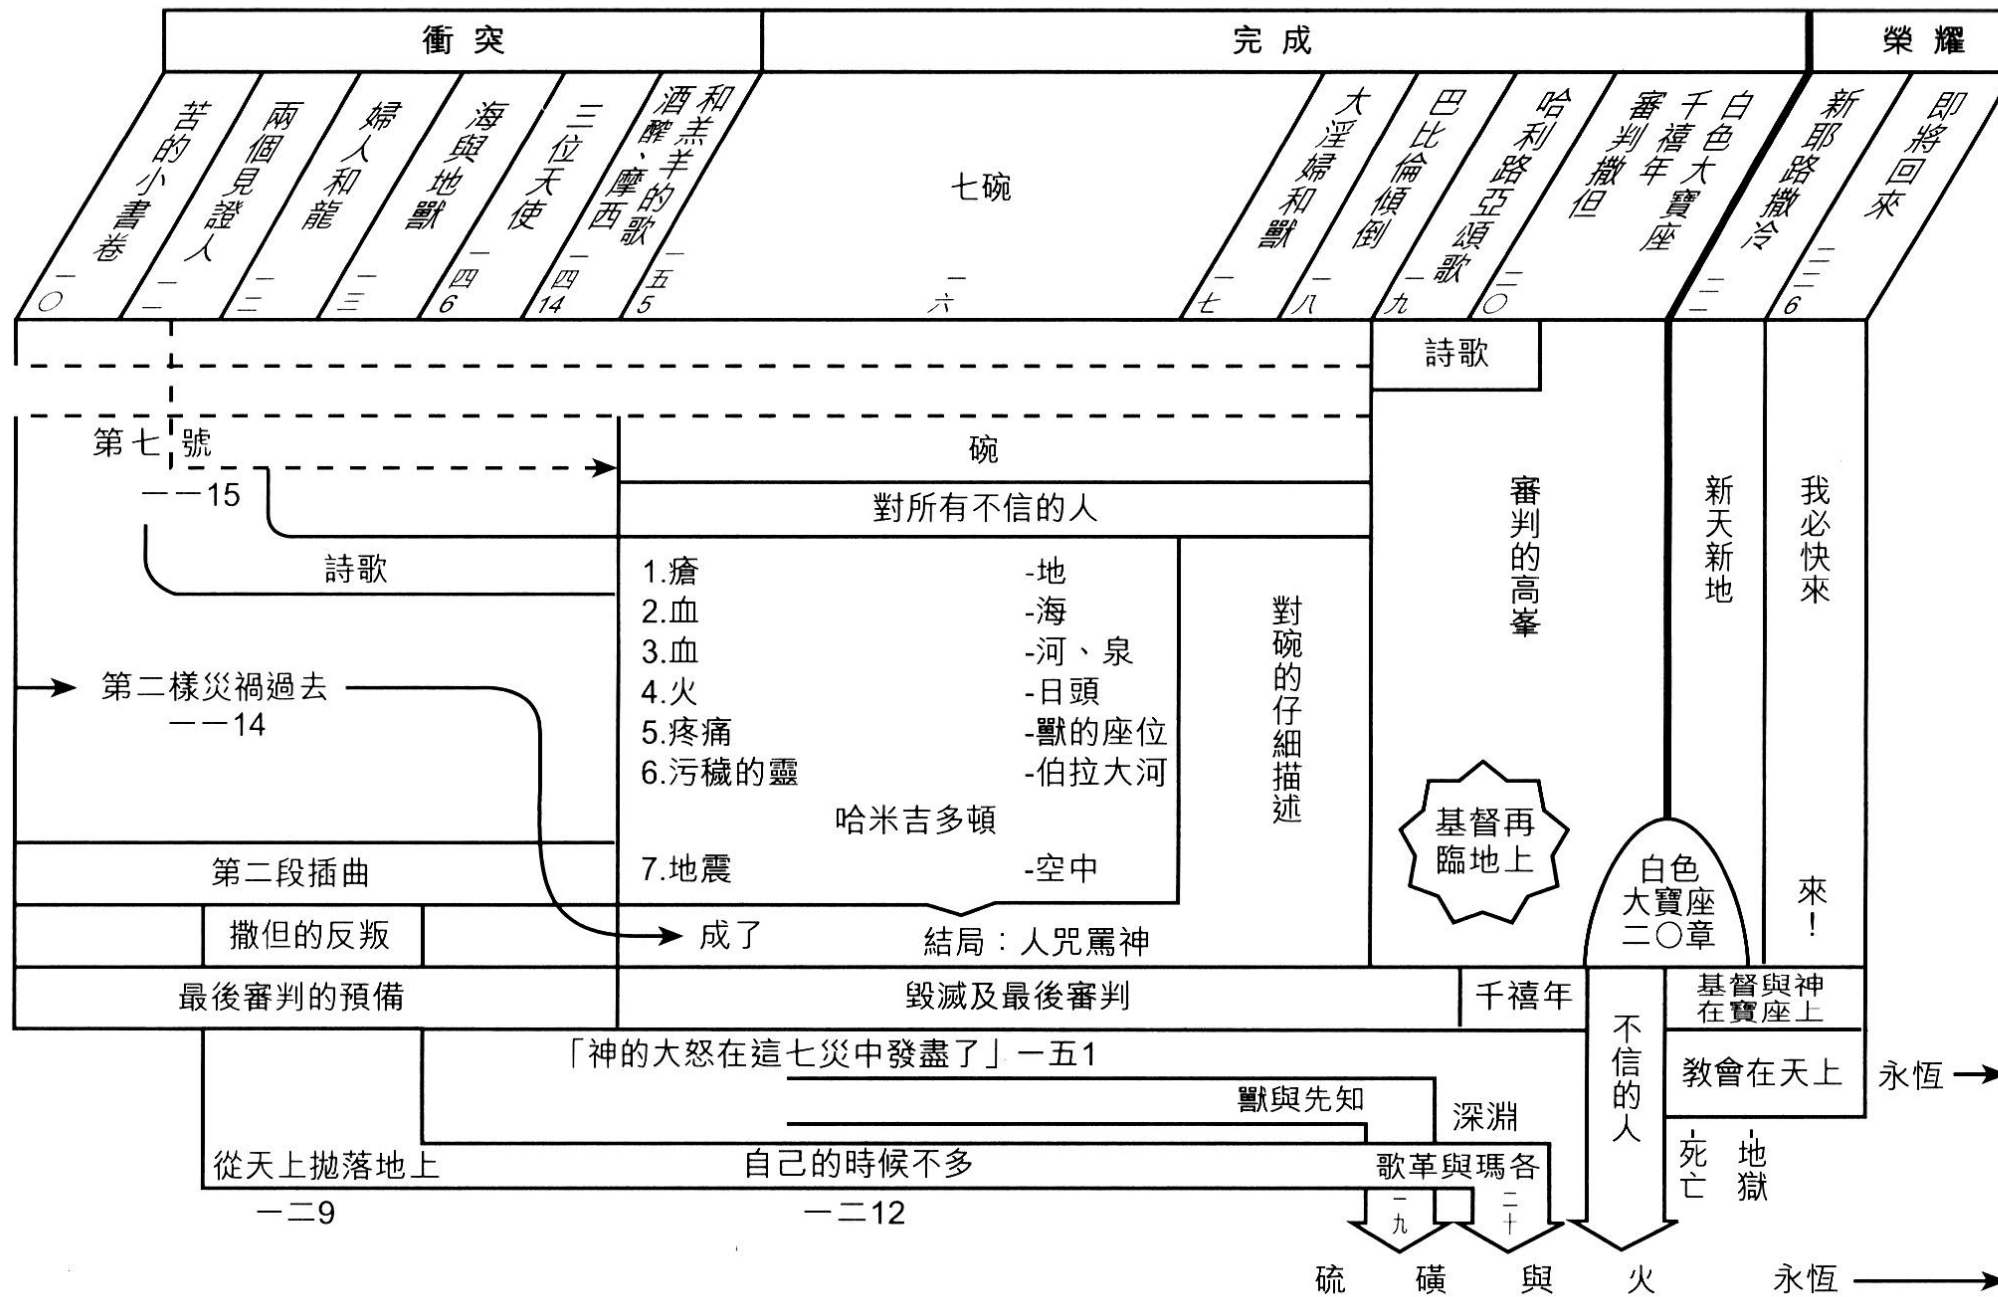 衝突
完成
榮耀
苦的小書卷
一〇
兩個見證人
一一
婦人和龍
一二
海與地獸
一三
三位天使
一四6
酒醡、摩西
和羔羊的歌
一四14
一五5
七碗
一六
大淫婦和獸
一七
巴比倫傾倒
一八
哈利路亞頌歌
一九
白色大寶座
千禧年
審判撒但
二〇
新耶路撒冷
二一
即將回來
二二6
詩歌
第七號
一一15
碗
對所有不信的人
詩歌
1.瘡 -地
2.血 -海
3.血 -河、泉
4.火 -日頭
5.疼痛 -獸的座位
6.污穢的靈 -伯拉大河
哈米吉多頓
7.地震 -空中
對碗的仔細描述
審判的高峯
新天新地
我必快來
來!
第二樣災禍過去
一一14
基督再
臨地上
白色
大寶座
二〇章
第二段插曲
撒但的反叛
成了
結局:人咒罵神
最後審判的預備
毀滅及最後審判
千禧年
基督與神
在寶座上
不信的人
「神的大怒在這七災中發盡了」一五1
教會在天上
永恆
獸與先知
深淵
從天上拋落地上
自己的時候不多
歌革與瑪各
死亡
地獄
一二9
一二12
一九
二十
硫磺與火
永恆